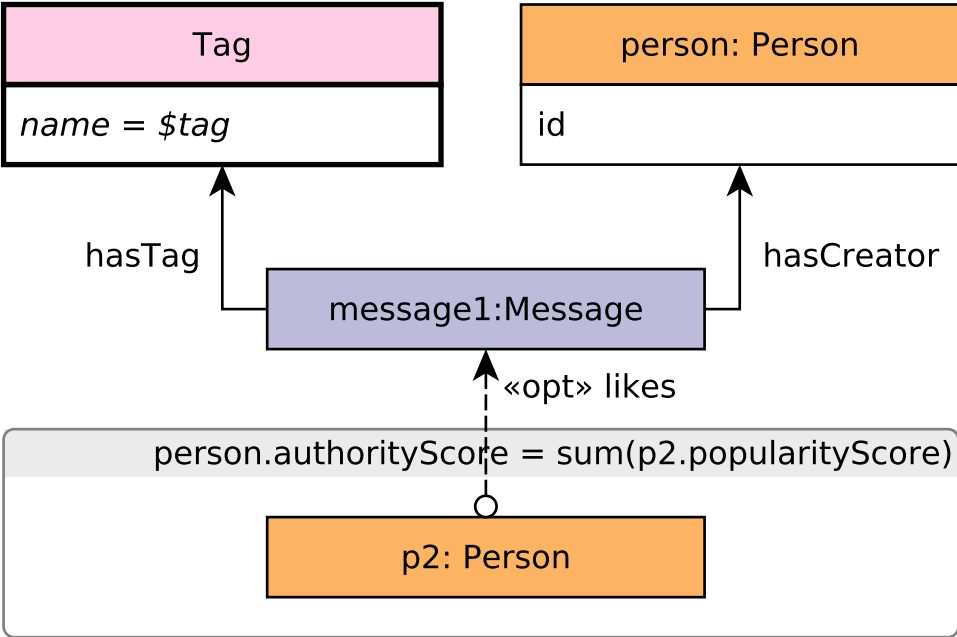 Tag
name = $tag
person: Person
id
hasTag
hasCreator
message1:Message
«opt» likes
person.authorityScore = sum(p2.popularityScore)
p2: Person